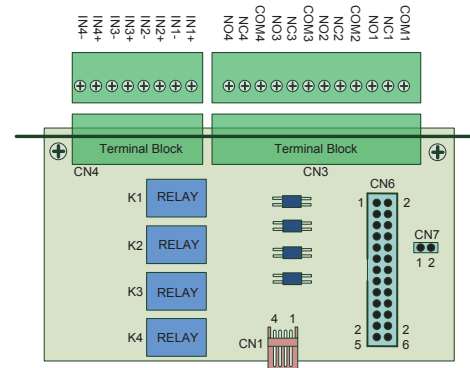 IN4-
IN4+
IN3-
IN3+
IN2-
IN2+
IN1-
IN1+
NO4
NC4
COM4
NO3
NC3
COM3
NO2
NC2
COM2
NO1
NC1
COM1
Terminal Block
Terminal Block
CN4
CN3
CN6
K1 RELAY
1 2
CN7
K2 RELAY
1 2
K3 RELAY
4 1
K4 RELAY
CN1
2 2
5 6